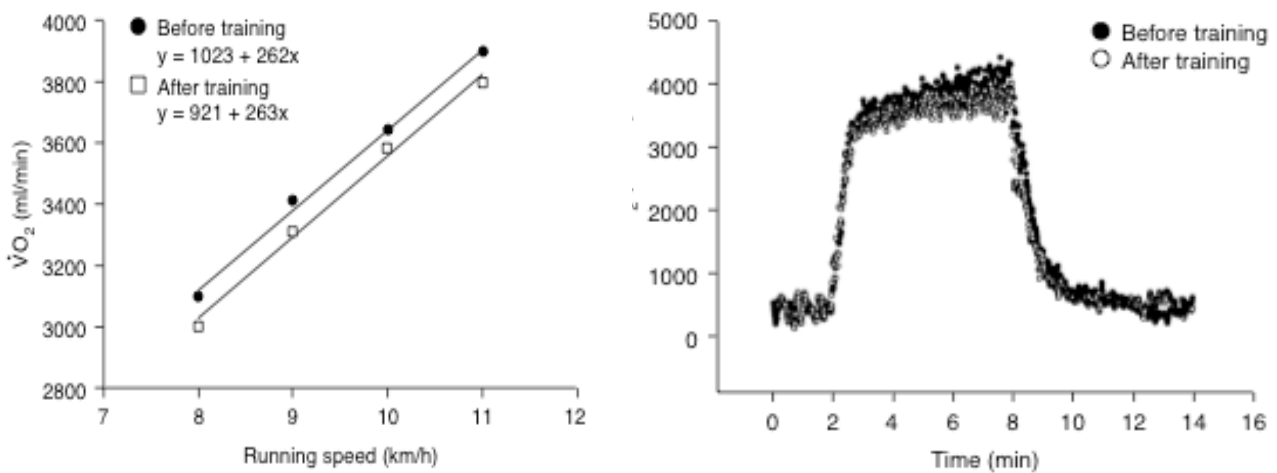 4000
3800
3600
3400
3200
3000
2800
V̇O₂ (ml/min)
● Before training
y = 1023 + 262x
□ After training
y = 921 + 263x
7 8 9 10 11 12
Running speed (km/h)
5000
4000
3000
2000
1000
0
2
● Before training
○ After training
0 2 4 6 8 10 12 14 16
Time (min)